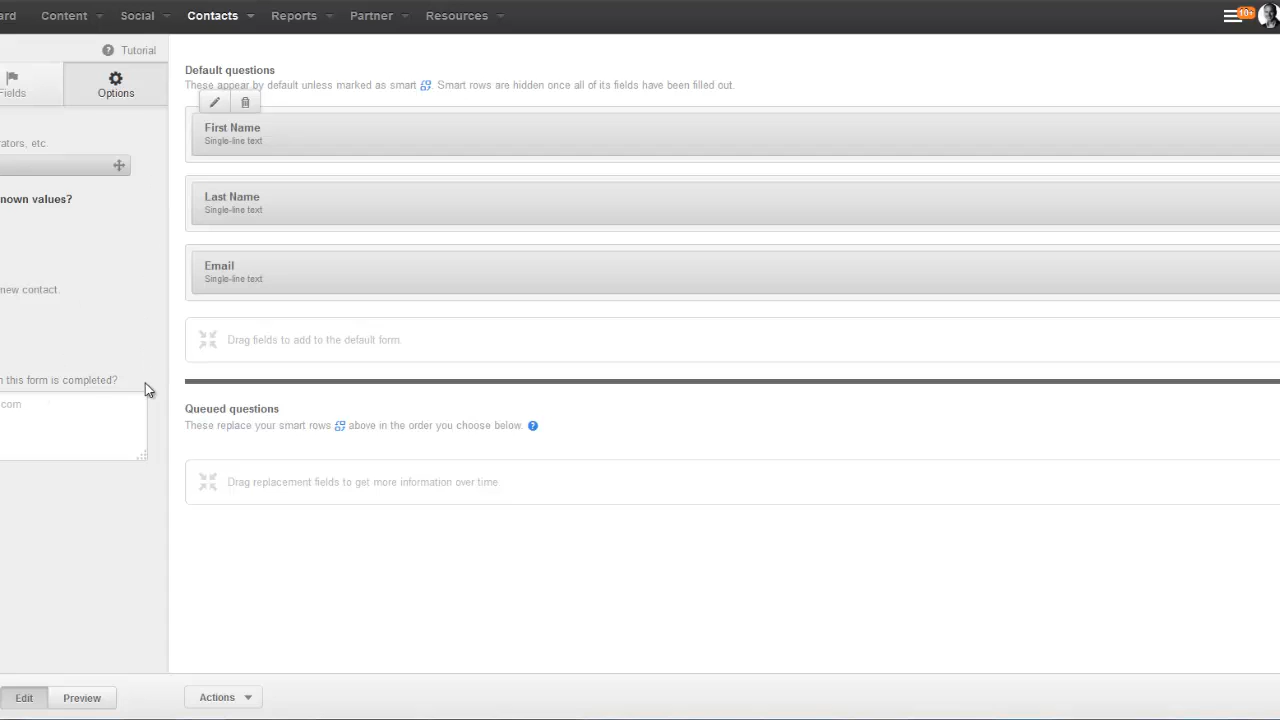 ard Content Social Contacts Reports Partner Resources 10+
Tutorial
Fields
Options
rators, etc.
nown values?
new contact.
n this form is completed?
com
Default questions
These appear by default unless marked as smart Smart rows are hidden once all of its fields have been filled out.
First Name
Single-line text
Last Name
Single-line text
Email
Single-line text
Drag fields to add to the default form.
Queued questions
These replace your smart rows above in the order you choose below.
Drag replacement fields to get more information over time
Edit Preview Actions